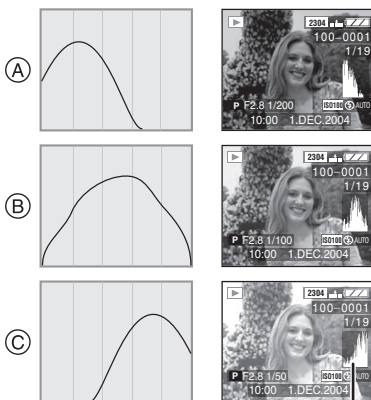 A
2304
100-0001
1/19
P F2.8 1/200 ISO100 AUTO
10:00 1.DEC.2004
B
2304
100-0001
1/19
P F2.8 1/100 ISO100 AUTO
10:00 1.DEC.2004
C
2304
100-0001
1/19
P F2.8 1/50 ISO100 AUTO
10:00 1.DEC.2004